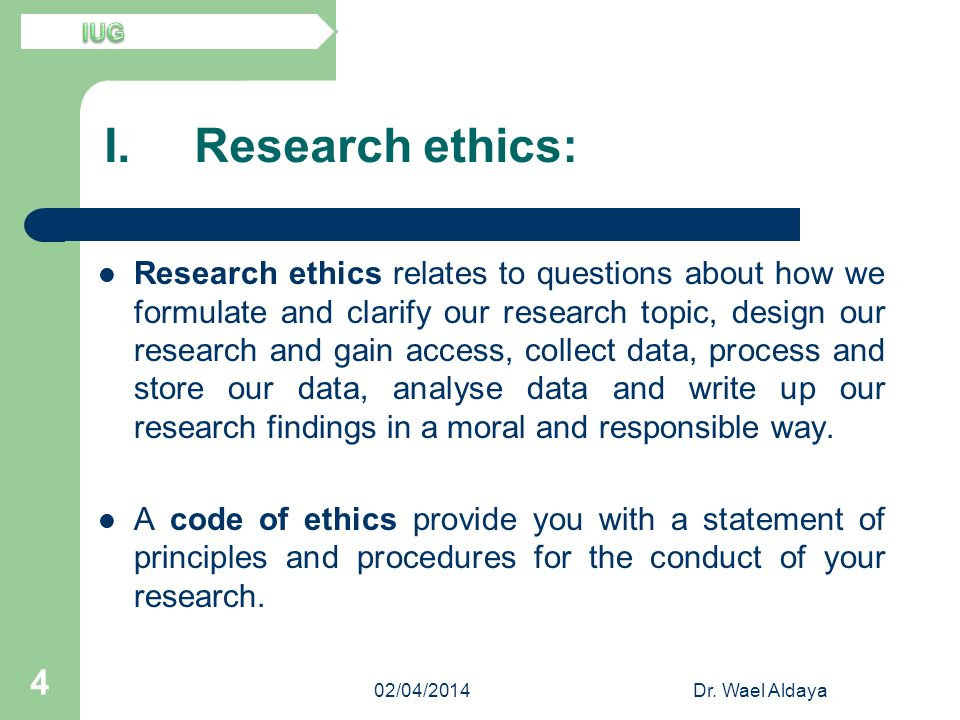 IUG
I. Research ethics:
● Research ethics relates to questions about how we
formulate and clarify our research topic, design our
research and gain access, collect data, process and
store our data, analyse data and write up our
research findings in a moral and responsible way.
● A code of ethics provide you with a statement of
principles and procedures for the conduct of your
research.
4
02/04/2014 Dr. Wael Aldaya